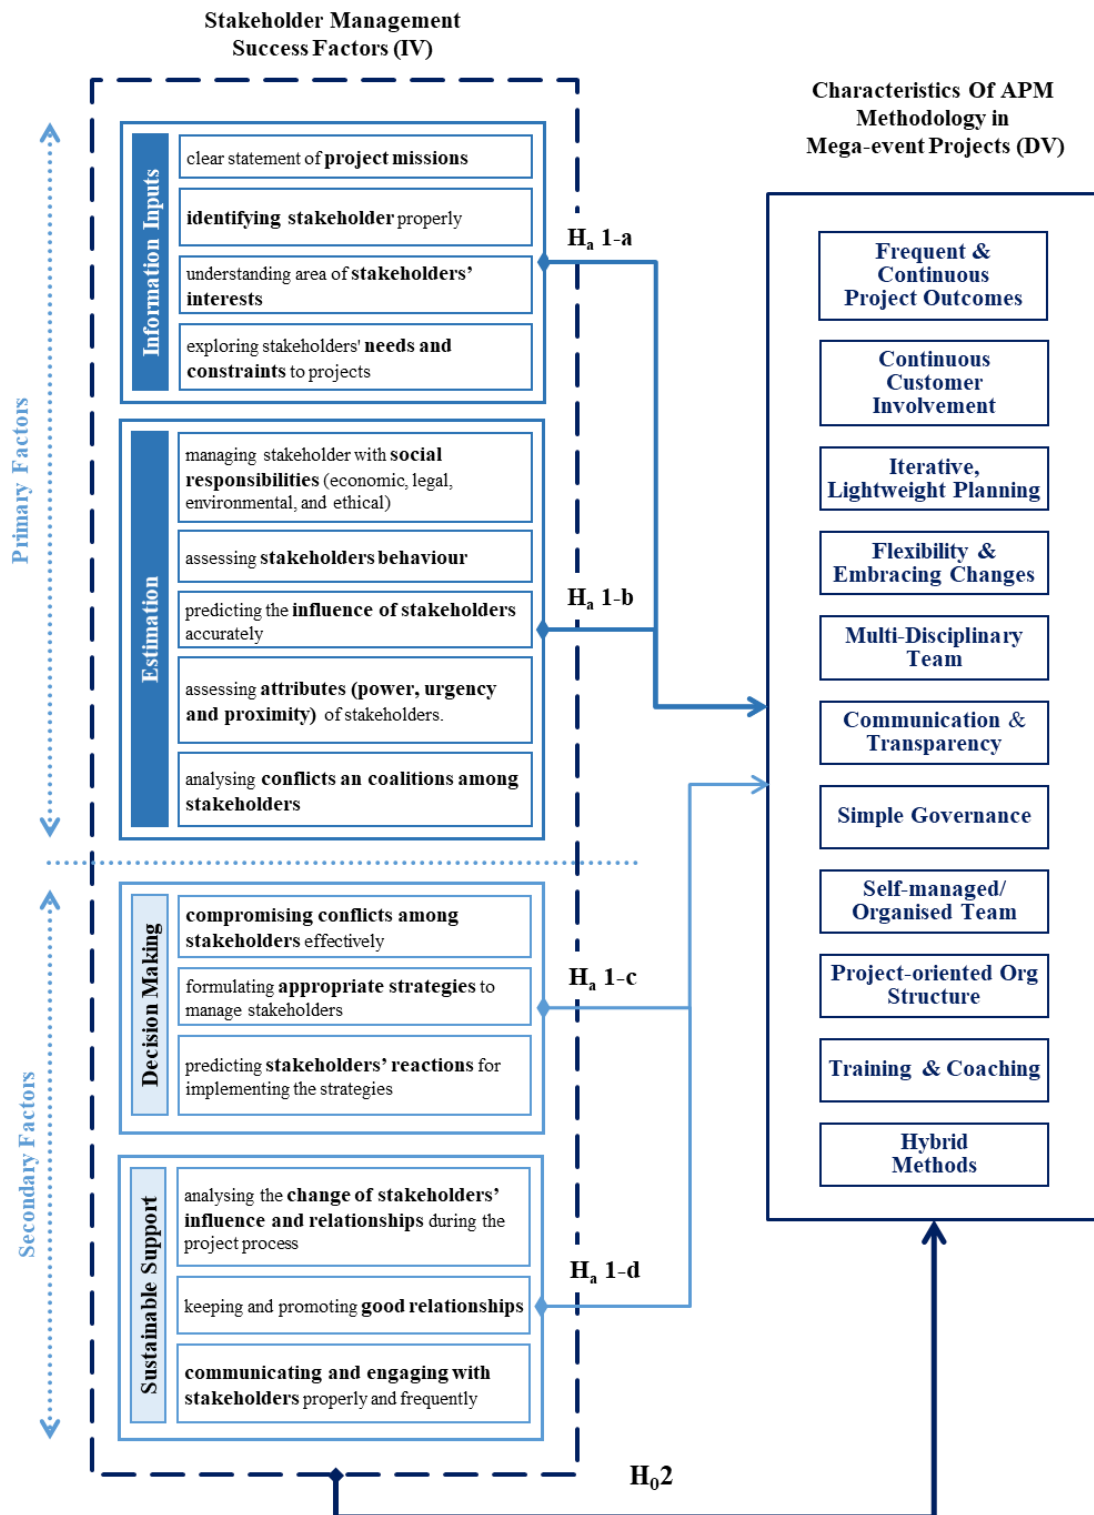 Stakeholder Management
Success Factors (IV)
Primary Factors
Information Inputs
clear statement of project missions
identifying stakeholder properly
understanding area of stakeholders’
interests
exploring stakeholders' needs and
constraints to projects
Estimation
managing stakeholder with social
responsibilities (economic, legal,
environmental, and ethical)
assessing stakeholders behaviour
predicting the influence of stakeholders
accurately
assessing attributes (power, urgency
and proximity) of stakeholders.
analysing conflicts an coalitions among
stakeholders
Secondary Factors
Decision Making
compromising conflicts among
stakeholders effectively
formulating appropriate strategies to
manage stakeholders
predicting stakeholders’ reactions for
implementing the strategies
Sustainable Support
analysing the change of stakeholders’
influence and relationships during the
project process
keeping and promoting good relationships
communicating and engaging with
stakeholders properly and frequently
Ha 1-a
Ha 1-b
Ha 1-c
Ha 1-d
H02
Characteristics Of APM
Methodology in
Mega-event Projects (DV)
Frequent &
Continuous
Project Outcomes
Continuous
Customer
Involvement
Iterative,
Lightweight Planning
Flexibility &
Embracing Changes
Multi-Disciplinary
Team
Communication &
Transparency
Simple Governance
Self-managed/
Organised Team
Project-oriented Org
Structure
Training & Coaching
Hybrid
Methods